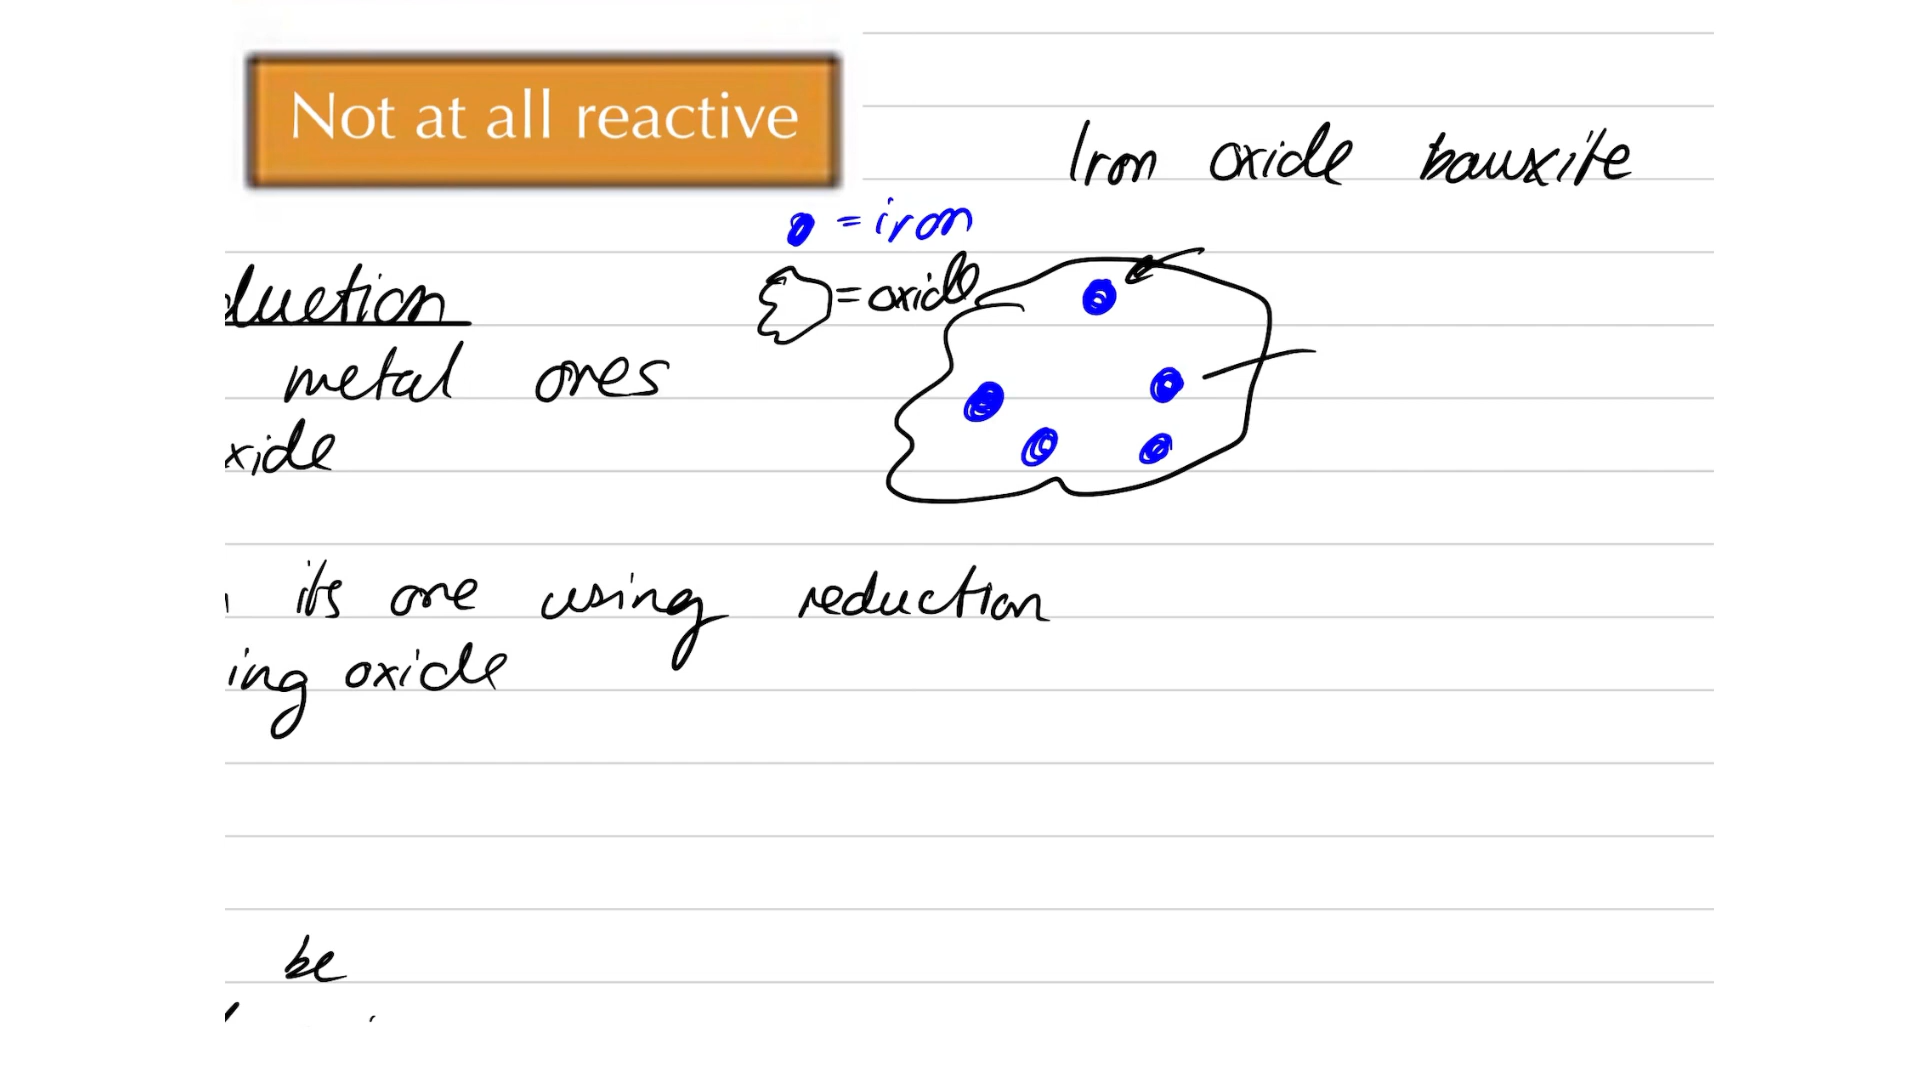 Not at all reactive
Iron oxide bauxite
= iron
= oxide
duction
metal ores
xide
its ore using reduction
ing oxide
be